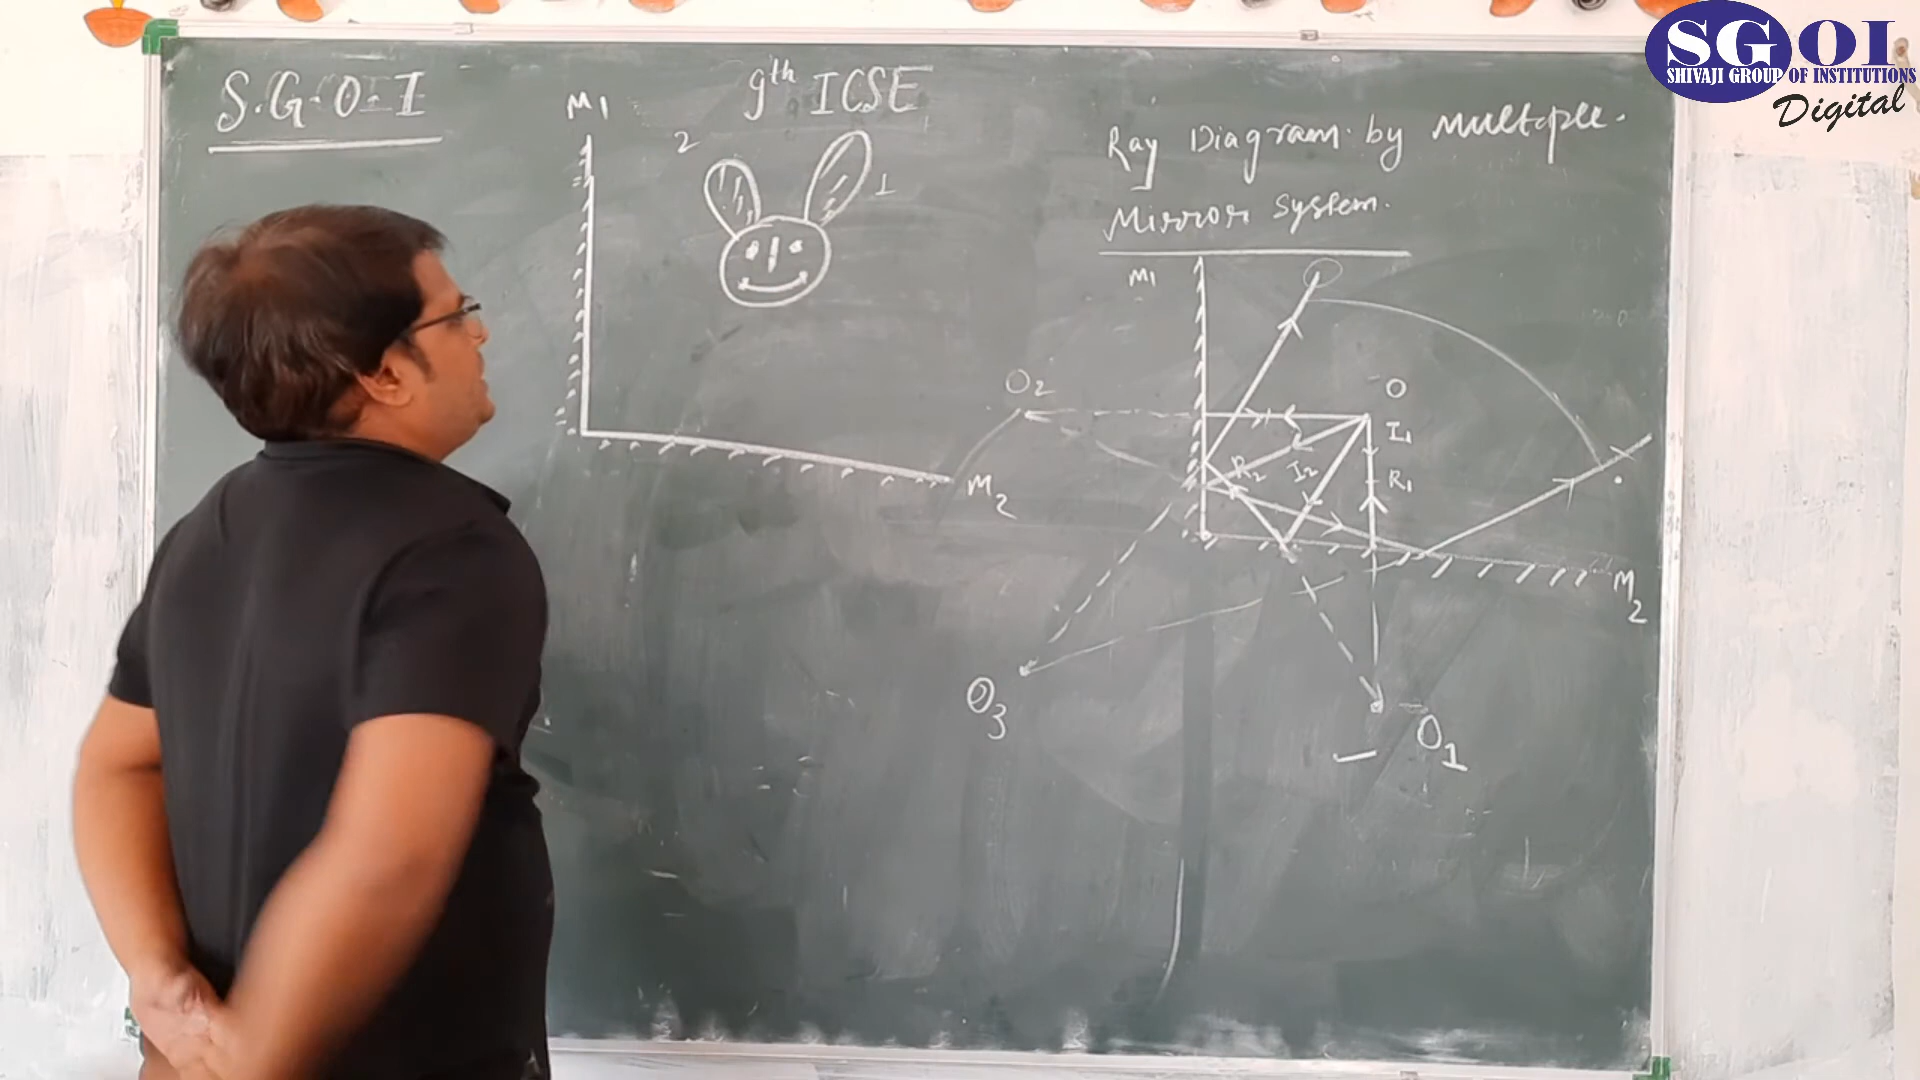 SGOI
SHIVAJI GROUP OF INSTITUTIONS
Digital
S.G.O.I
9th ICSE
M1
2
1
M2
Ray Diagram by Multiple
Mirror System.
M1
O2
O
I1
R2
I2
R1
M2
O3
O1